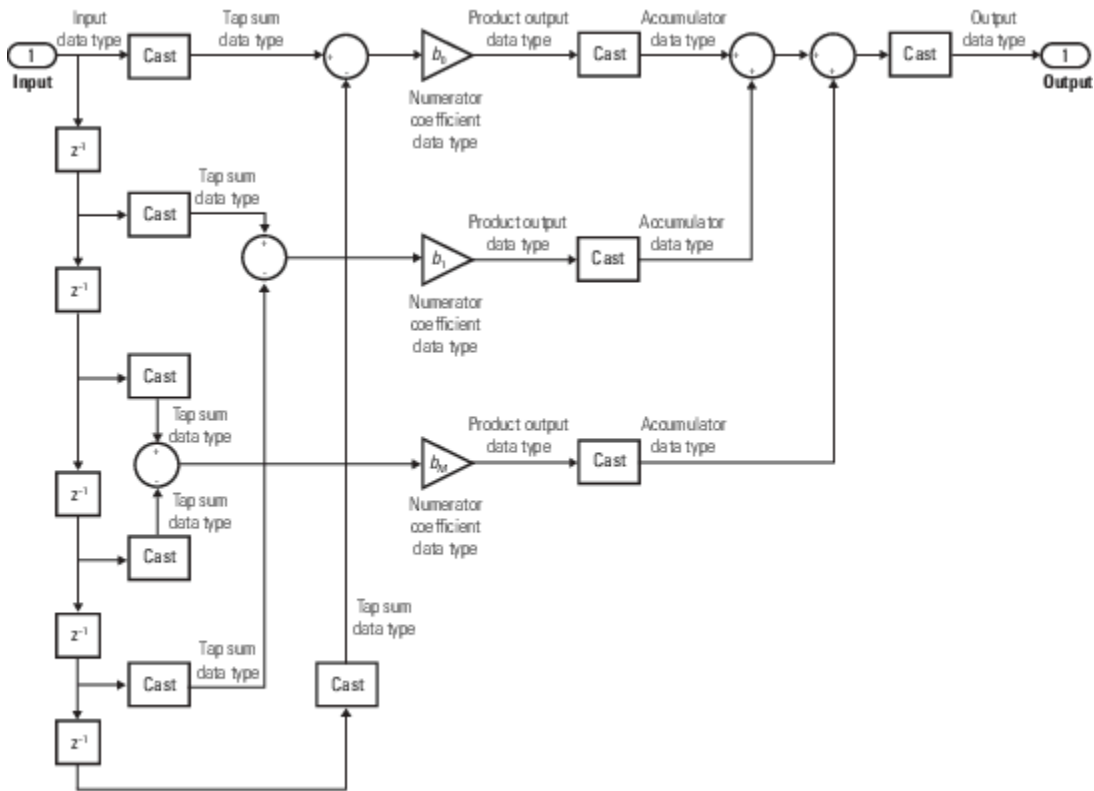 Input
data type
Tap sum
data type
Product output
data type
Accumulator
data type
Output
data type
1
Input
Cast
+
-
b₀
Cast
+
+
+
+
Cast
1
Output
Numerator
coefficient
data type
z⁻¹
Tap sum
data type
Cast
+
-
Product output
data type
b₁
Cast
Accumulator
data type
Numerator
coefficient
data type
z⁻¹
Cast
Tap sum
data type
+
-
Product output
data type
b_M
Cast
Accumulator
data type
z⁻¹
Tap sum
data type
Numerator
coefficient
data type
Cast
z⁻¹
Tap sum
data type
Tap sum
data type
Cast
Cast
z⁻¹